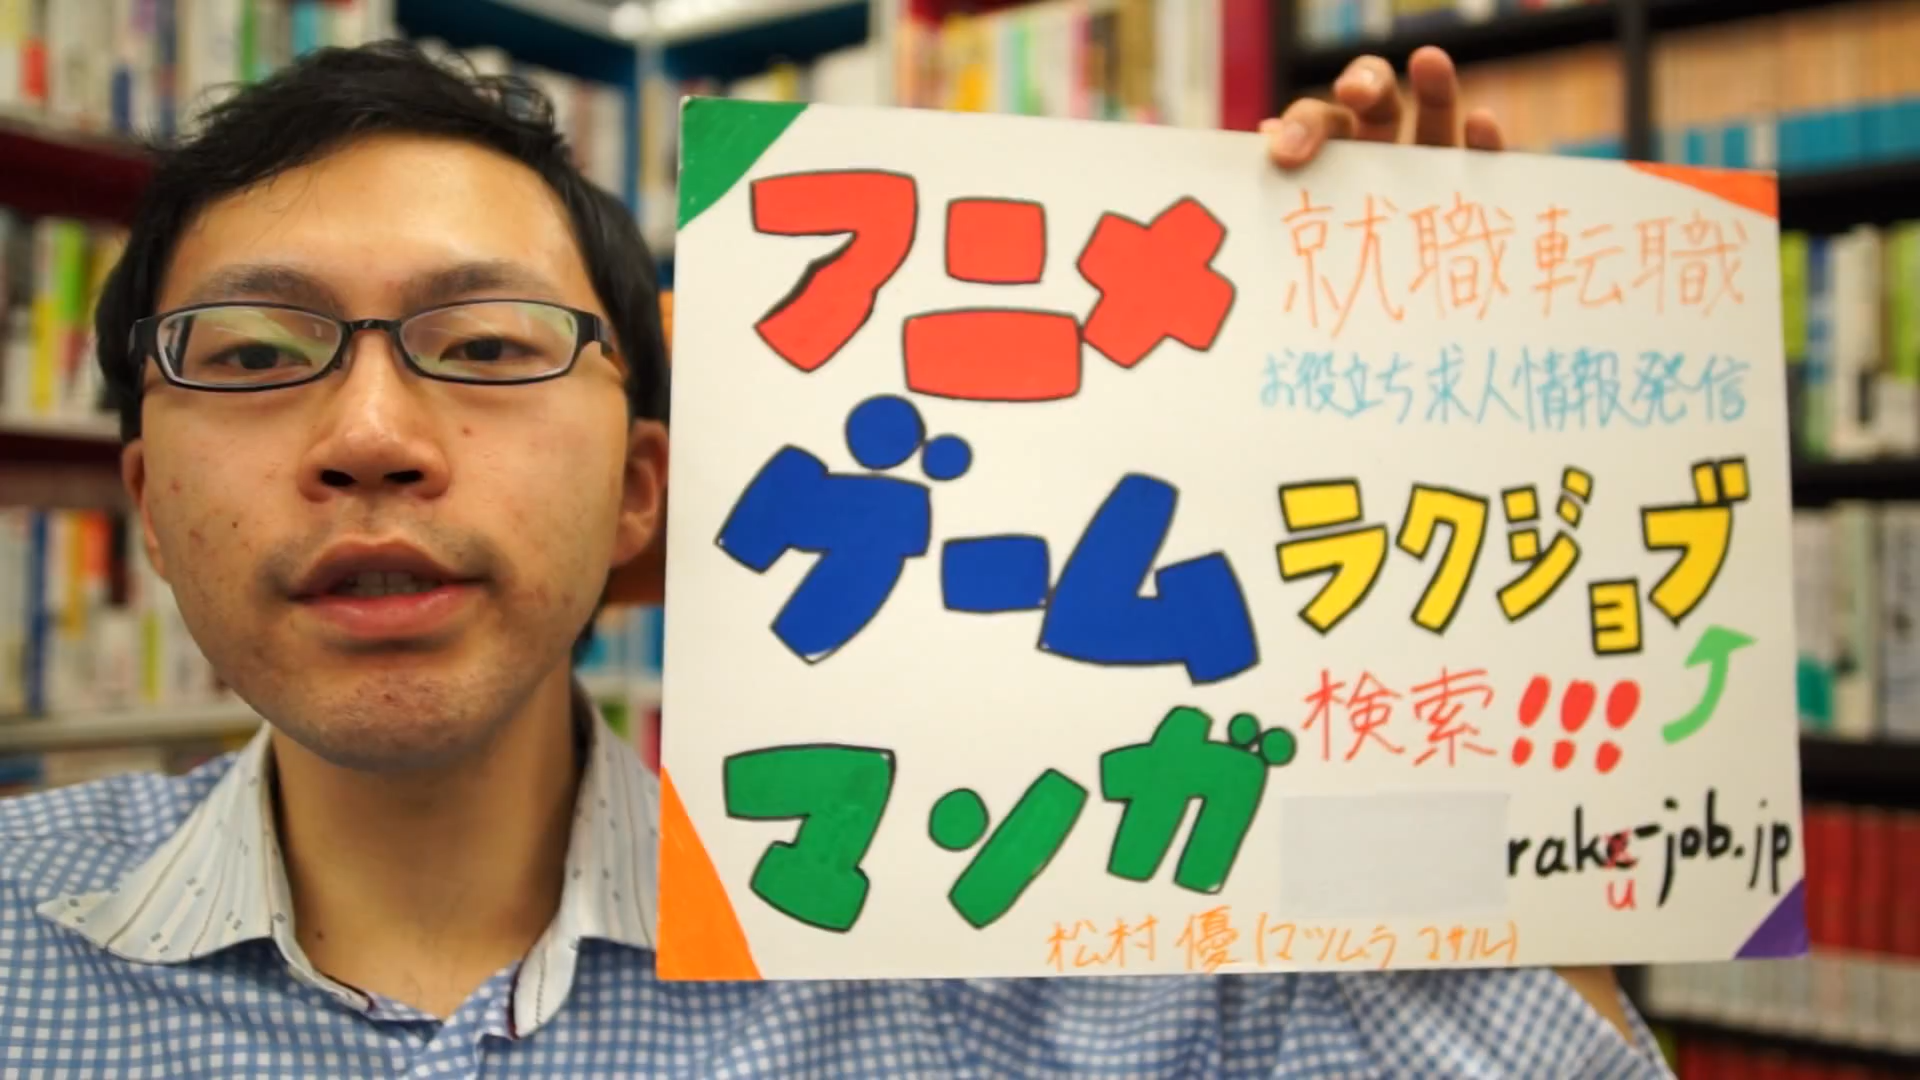 アニメ
ゲーム
マンガ
就職転職
お役立ち求人情報発信
ラクジョブ
検索!!!
rake-job.jp
u
松村 優(マツムラ マサル)